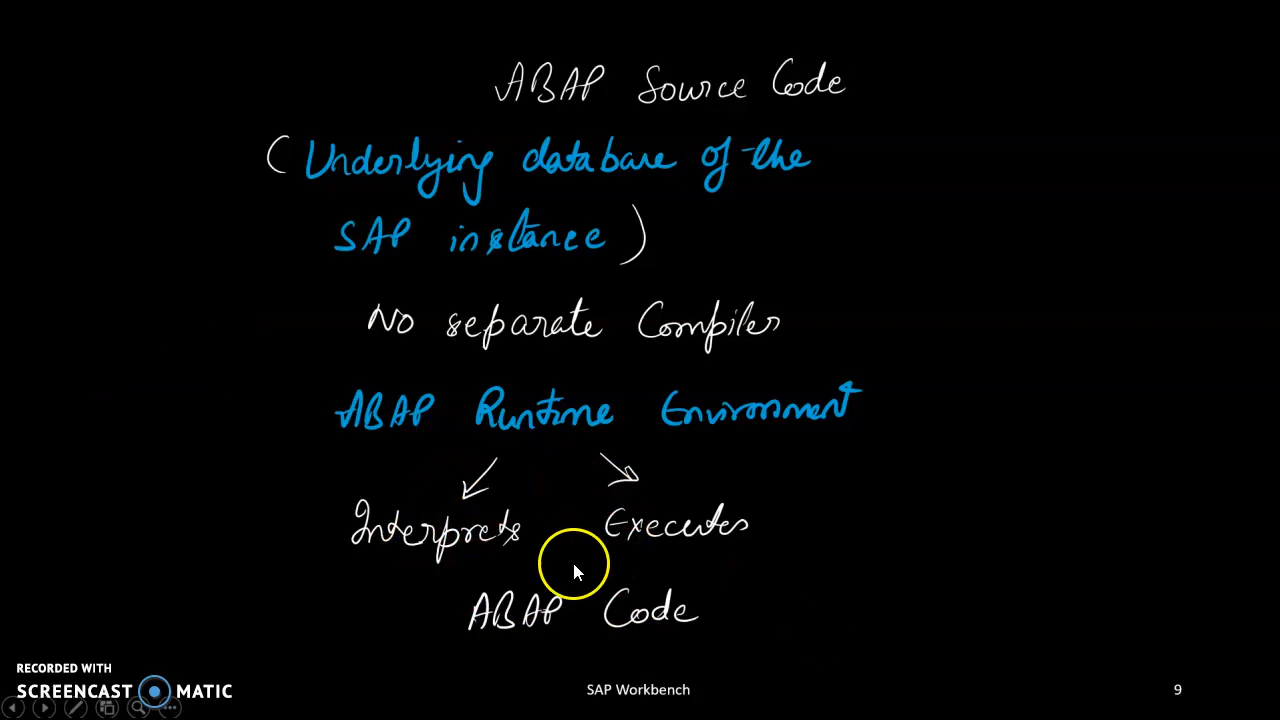 ABAP Source Code
(Underlying database of the
SAP instance)
No separate Compiler
ABAP Runtime Environment
Interprets Executes
ABAP Code
RECORDED WITH
SCREENCAST MATIC
SAP Workbench
9